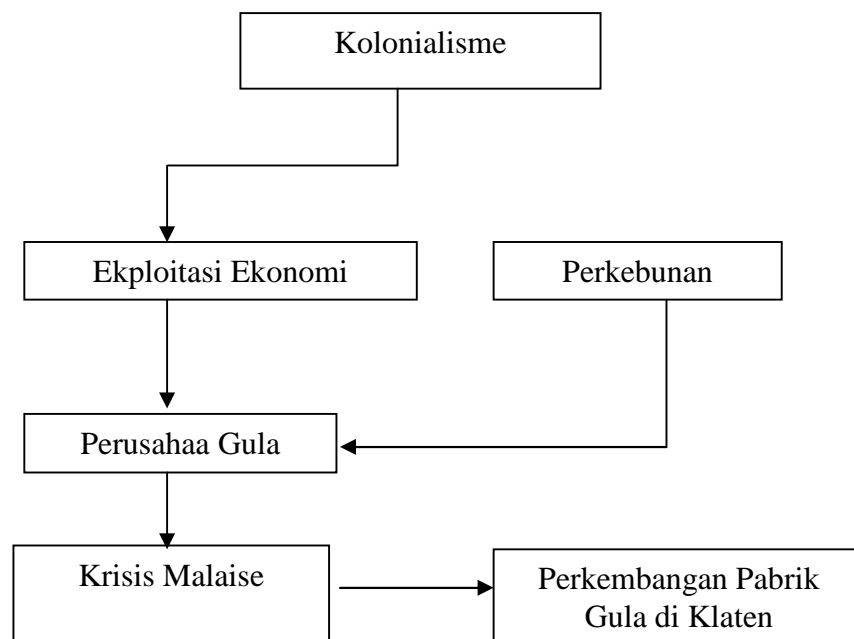 Kolonialisme
Ekploitasi Ekonomi
Perkebunan
Perusahaa Gula
Krisis Malaise
Perkembangan Pabrik
Gula di Klaten